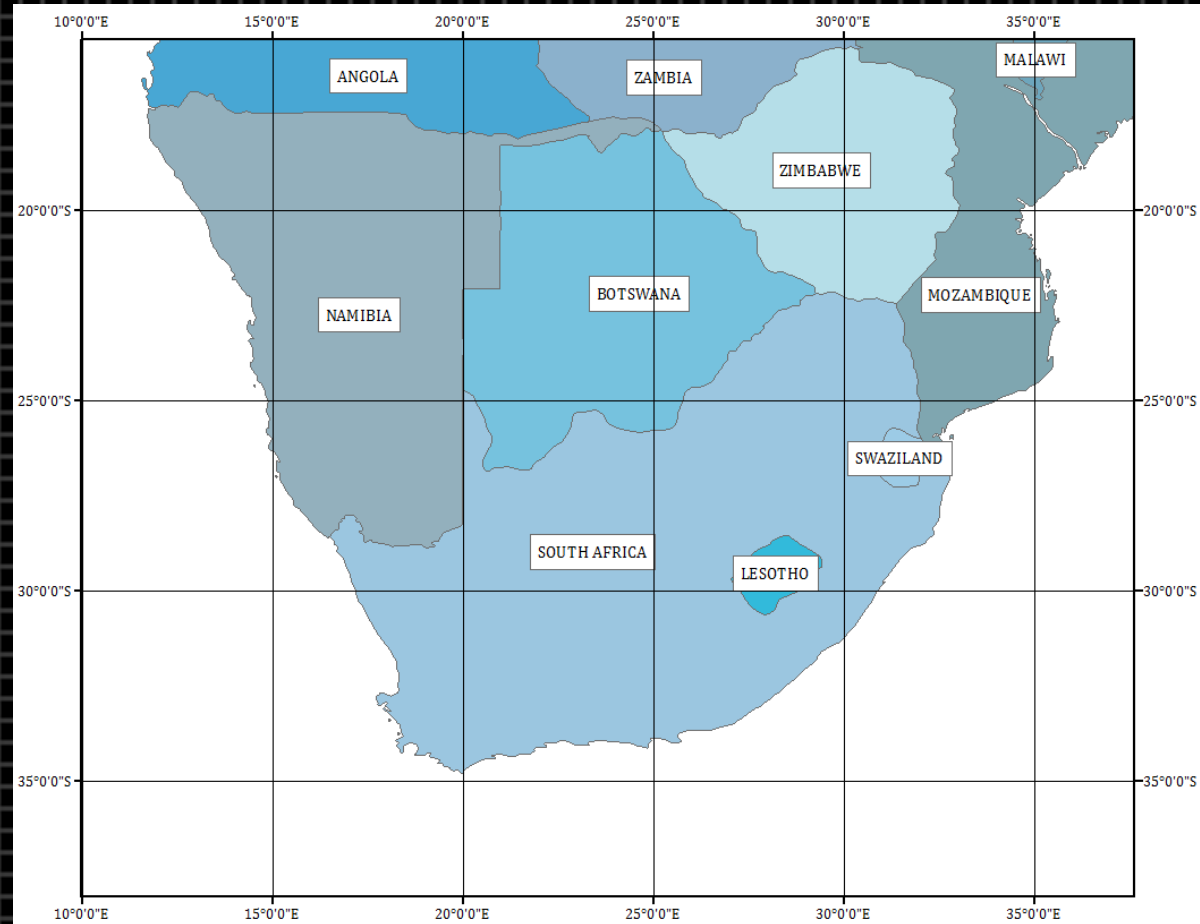 10°0'0"E 15°0'0"E 20°0'0"E 25°0'0"E 30°0'0"E 35°0'0"E
MALAWI
ANGOLA ZAMBIA
ZIMBABWE
20°0'0"S 20°0'0"S
BOTSWANA MOZAMBIQUE
NAMIBIA
25°0'0"S 25°0'0"S
SWAZILAND
SOUTH AFRICA
LESOTHO
30°0'0"S 30°0'0"S
35°0'0"S 35°0'0"S
10°0'0"E 15°0'0"E 20°0'0"E 25°0'0"E 30°0'0"E 35°0'0"E